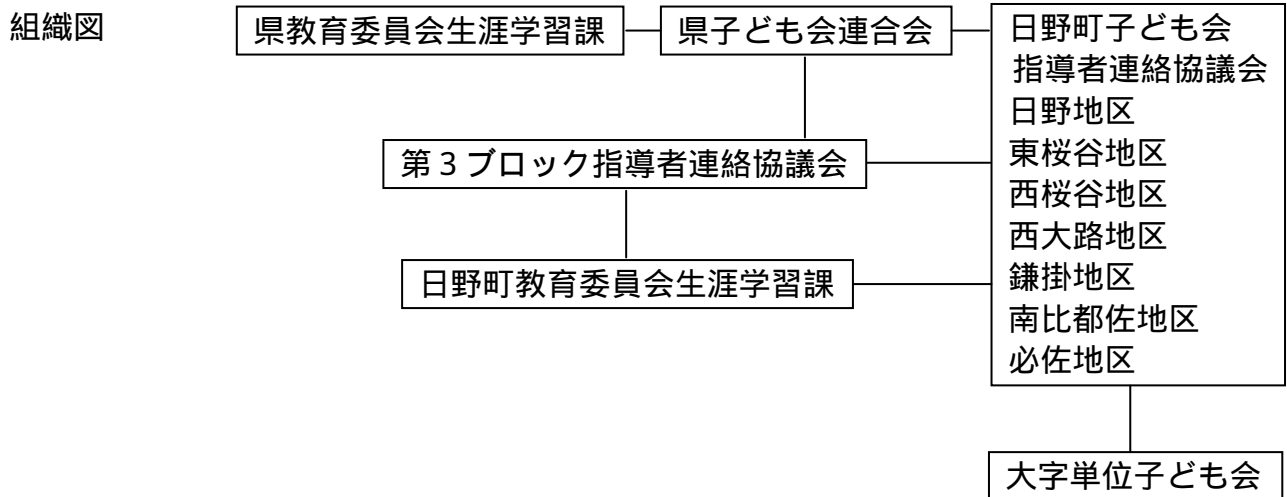 組織図
県教育委員会生涯学習課
県子ども会連合会
日野町子ども会
指導者連絡協議会
日野地区
東桜谷地区
西桜谷地区
西大路地区
鎌掛地区
南比都佐地区
必佐地区
第3ブロック指導者連絡協議会
日野町教育委員会生涯学習課
大字単位子ども会